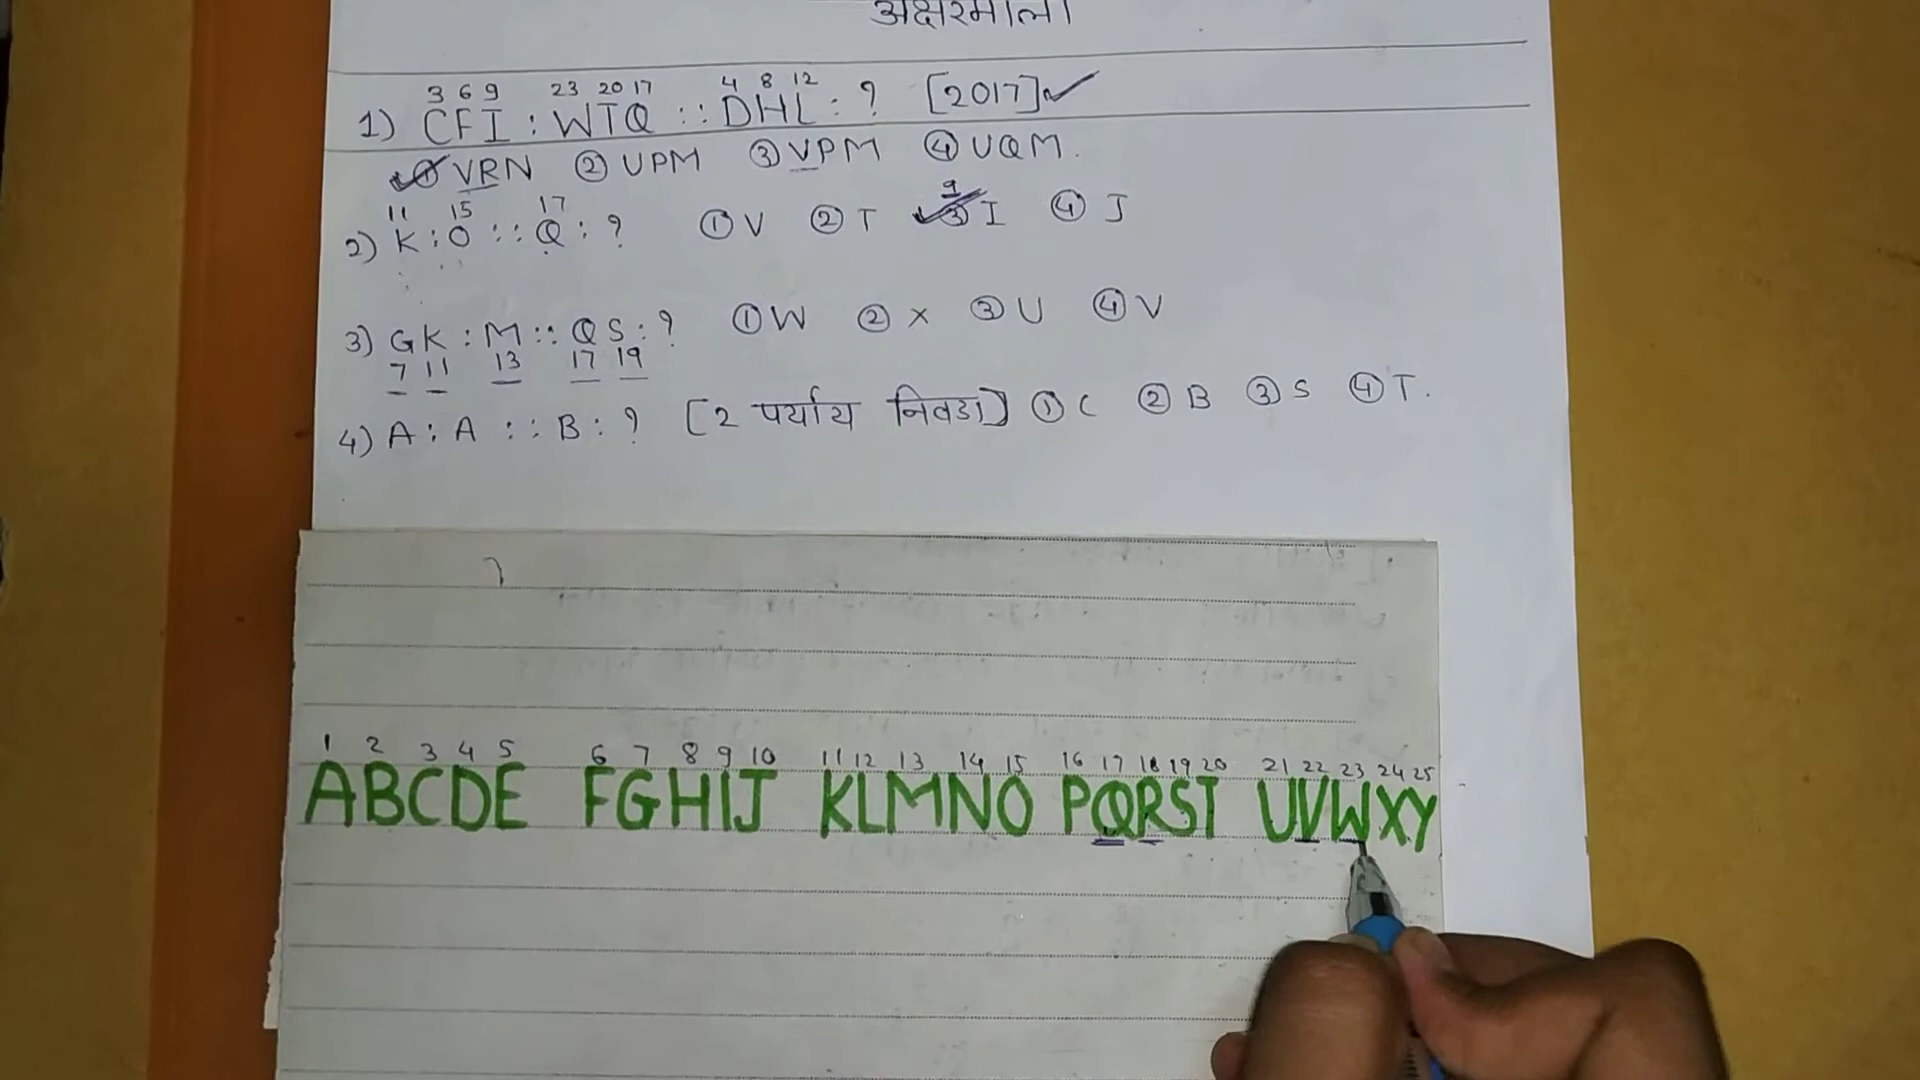 अक्षरमाला
3 6 9 23 20 17 4 8 12
1) CFI : WTQ :: DHL : ? [2017]
① VRN ② UPM ③ VPM ④ UQM.
11 15 17 9
2) K : O :: Q : ? ① V ② T ③ I ④ J
3) GK : M :: QS : ? ① W ② X ③ U ④ V
7 11 13 17 19
4) A : A :: B : ? [2 पर्याय निवडा] ① C ② B ③ S ④ T.
1 2 3 4 5 6 7 8 9 10 11 12 13 14 15 16 17 18 19 20 21 22 23 24 25
ABCDE FGHIJ KLMNO PQRST UVWXY